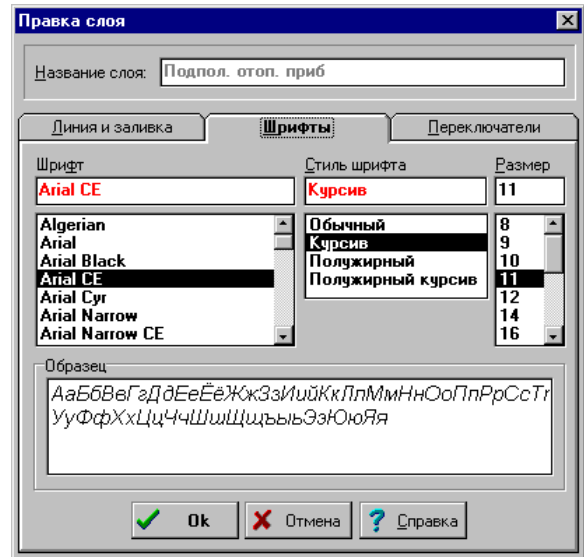 Правка слоя
Название слоя: Подпол. отоп. приб
Линия и заливка Шрифты Переключатели
Шрифт Стиль шрифта Размер
Arial CE Курсив 11
Algerian Обычный 8
Arial Курсив 9
Arial Black Полужирный 10
Arial CE Полужирный курсив 11
Arial Cyr 12
Arial Narrow 14
Arial Narrow CE 16
Образец
АаБбВвГгДдЕеЁёЖжЗзИийКкЛлМмНнОоПпРрСсТт
УуФфХхЦцЧчШшЩщъыьЭэЮюЯя
Ok Отмена Справка